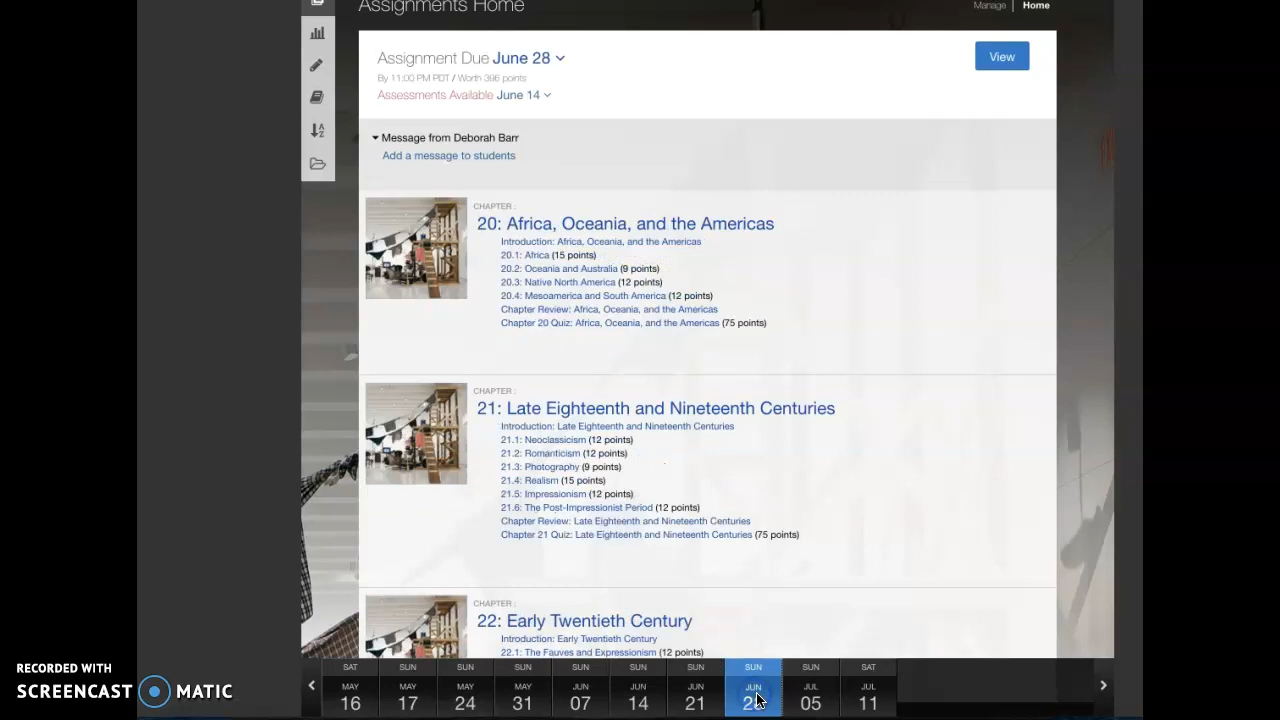 Assignments Home
Manage | Home
Assignment Due June 28
View
By 11:00 PM PDT / Worth 396 points
Assessments Available June 14
Message from Deborah Barr
Add a message to students
CHAPTER :
20: Africa, Oceania, and the Americas
Introduction: Africa, Oceania, and the Americas
20.1: Africa (15 points)
20.2: Oceania and Australia (9 points)
20.3: Native North America (12 points)
20.4: Mesoamerica and South America (12 points)
Chapter Review: Africa, Oceania, and the Americas
Chapter 20 Quiz: Africa, Oceania, and the Americas (75 points)
CHAPTER :
21: Late Eighteenth and Nineteenth Centuries
Introduction: Late Eighteenth and Nineteenth Centuries
21.1: Neoclassicism (12 points)
21.2: Romanticism (12 points)
21.3: Photography (9 points)
21.4: Realism (15 points)
21.5: Impressionism (12 points)
21.6: The Post-Impressionist Period (12 points)
Chapter Review: Late Eighteenth and Nineteenth Centuries
Chapter 21 Quiz: Late Eighteenth and Nineteenth Centuries (75 points)
CHAPTER :
22: Early Twentieth Century
Introduction: Early Twentieth Century
22.1: The Fauves and Expressionism (12 points)
SAT SUN SUN SUN SUN SUN SUN SUN SUN SAT
MAY MAY MAY MAY JUN JUN JUN JUN JUL JUL
16 17 24 31 07 14 21 28 05 11
RECORDED WITH
SCREENCAST MATIC